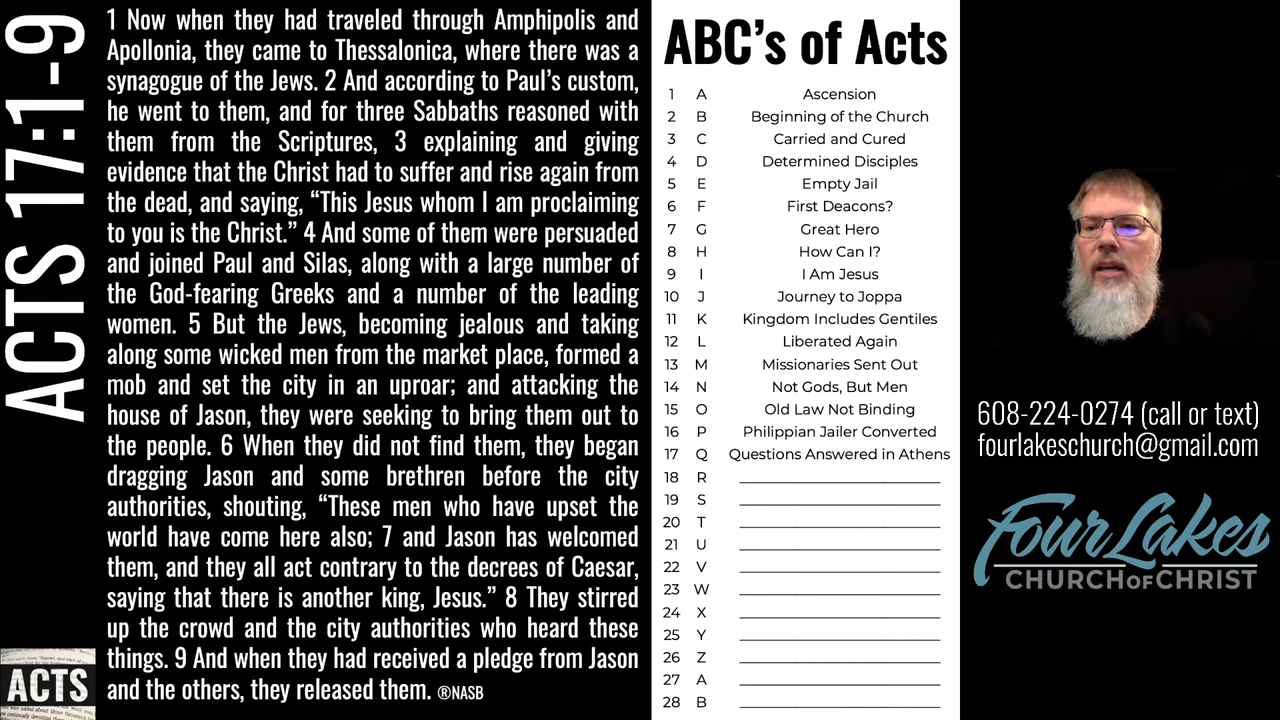 ACTS 17:1-9
1 Now when they had traveled through Amphipolis and
Apollonia, they came to Thessalonica, where there was a
synagogue of the Jews. 2 And according to Paul’s custom,
he went to them, and for three Sabbaths reasoned with
them from the Scriptures, 3 explaining and giving
evidence that the Christ had to suffer and rise again from
the dead, and saying, “This Jesus whom I am proclaiming
to you is the Christ.” 4 And some of them were persuaded
and joined Paul and Silas, along with a large number of
the God-fearing Greeks and a number of the leading
women. 5 But the Jews, becoming jealous and taking
along some wicked men from the market place, formed a
mob and set the city in an uproar; and attacking the
house of Jason, they were seeking to bring them out to
the people. 6 When they did not find them, they began
dragging Jason and some brethren before the city
authorities, shouting, “These men who have upset the
world have come here also; 7 and Jason has welcomed
them, and they all act contrary to the decrees of Caesar,
saying that there is another king, Jesus.” 8 They stirred
up the crowd and the city authorities who heard these
things. 9 And when they had received a pledge from Jason
and the others, they released them. ®NASB
ACTS
ABC’s of Acts
1 A Ascension
2 B Beginning of the Church
3 C Carried and Cured
4 D Determined Disciples
5 E Empty Jail
6 F First Deacons?
7 G Great Hero
8 H How Can I?
9 I I Am Jesus
10 J Journey to Joppa
11 K Kingdom Includes Gentiles
12 L Liberated Again
13 M Missionaries Sent Out
14 N Not Gods, But Men
15 O Old Law Not Binding
16 P Philippian Jailer Converted
17 Q Questions Answered in Athens
18 R
19 S
20 T
21 U
22 V
23 W
24 X
25 Y
26 Z
27 A
28 B
608-224-0274 (call or text)
fourlakeschurch@gmail.com
Four Lakes
CHURCH OF CHRIST